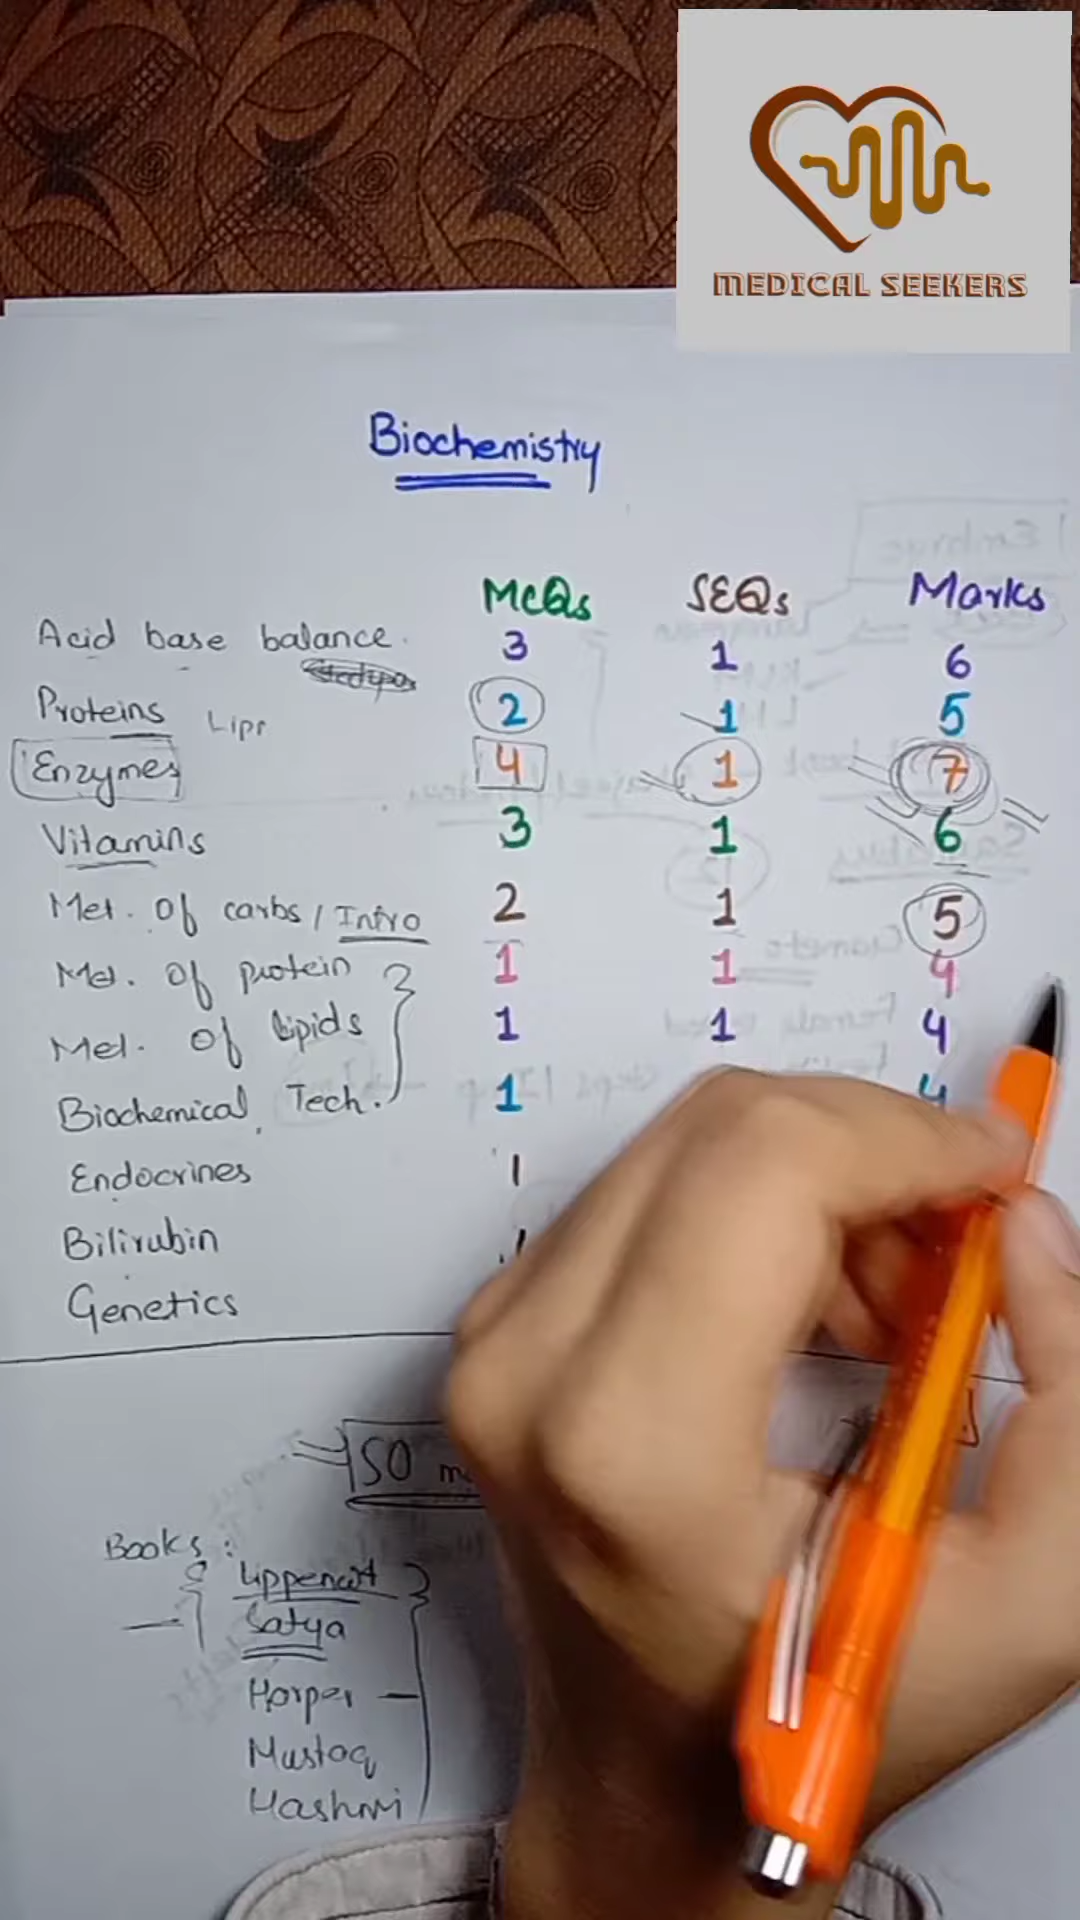 MEDICAL SEEKERS
Biochemistry
MCQs SEQs Marks
Acid base balance 3 1 6
Proteins Lipr 2 1 5
Enzymes 4 1 7
Vitamins 3 1 6
Met. of carbs / Intro 2 1 5
Met. of protein 1 1 4
Met. of Lipids 1 1 4
Biochemical Tech. 1 4
Endocrines 1
Bilirubin 1
Genetics
50
Books:
Lippencot
Satya
Harper
Mustaq
Hashmi